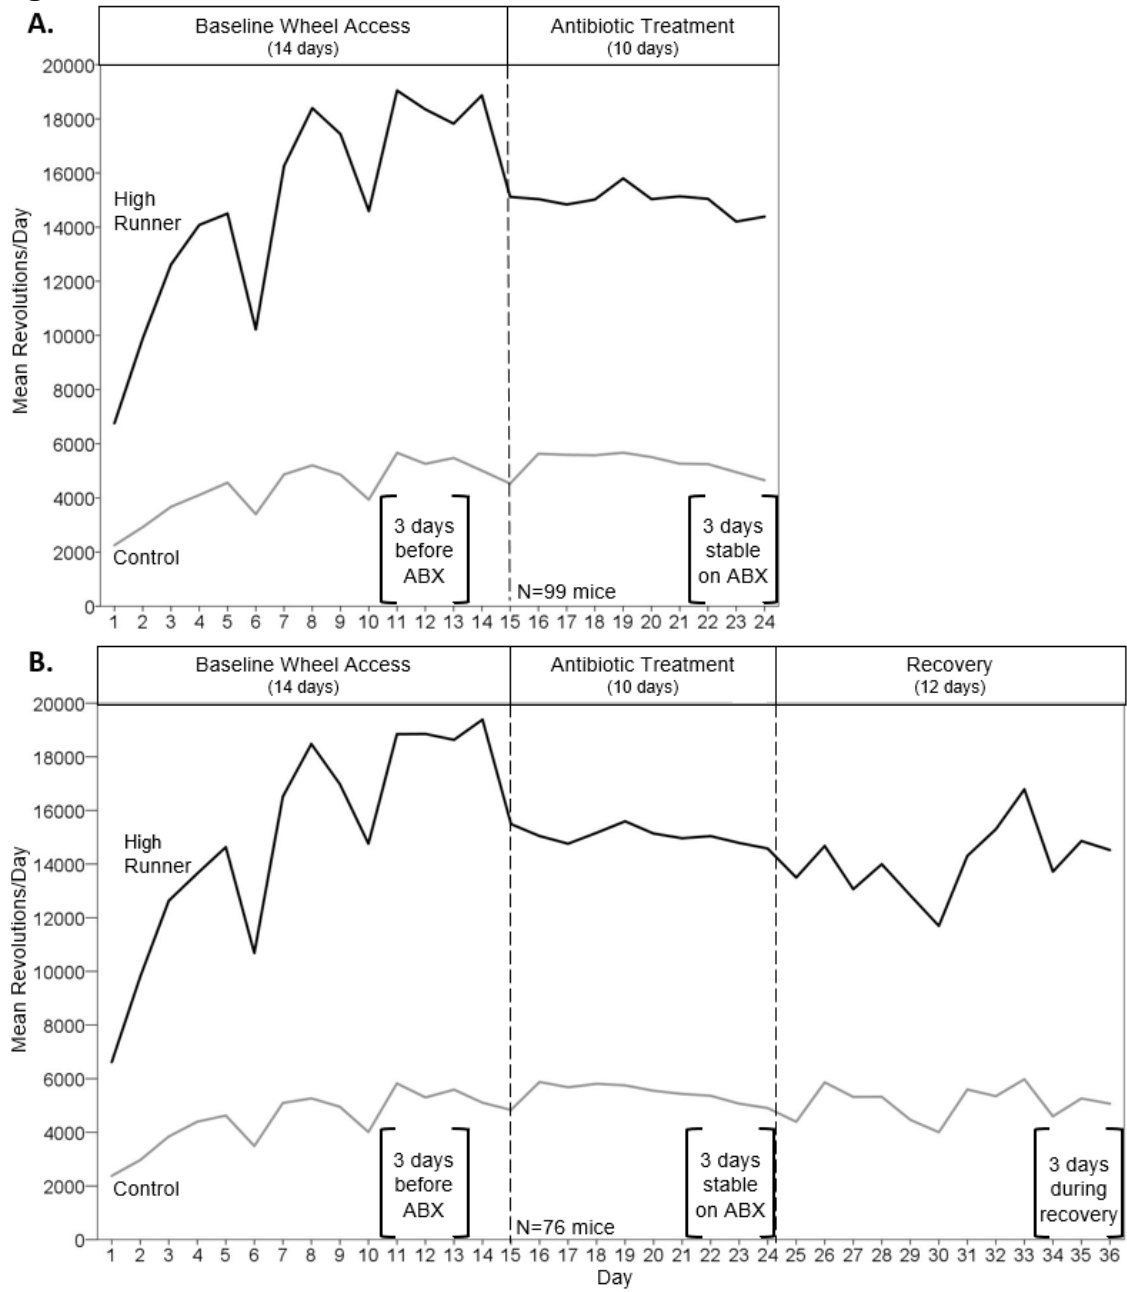 A.
Baseline Wheel Access
(14 days)
Antibiotic Treatment
(10 days)
20000
18000
16000
14000
12000
10000
8000
6000
4000
2000
0
Mean Revolutions/Day
High
Runner
Control
3 days
before
ABX
N=99 mice
3 days
stable
on ABX
1 2 3 4 5 6 7 8 9 10 11 12 13 14 15 16 17 18 19 20 21 22 23 24
B.
Baseline Wheel Access
(14 days)
Antibiotic Treatment
(10 days)
Recovery
(12 days)
20000
18000
16000
14000
12000
10000
8000
6000
4000
2000
0
Mean Revolutions/Day
High
Runner
Control
3 days
before
ABX
N=76 mice
3 days
stable
on ABX
3 days
during
recovery
1 2 3 4 5 6 7 8 9 10 11 12 13 14 15 16 17 18 19 20 21 22 23 24 25 26 27 28 29 30 31 32 33 34 35 36
Day